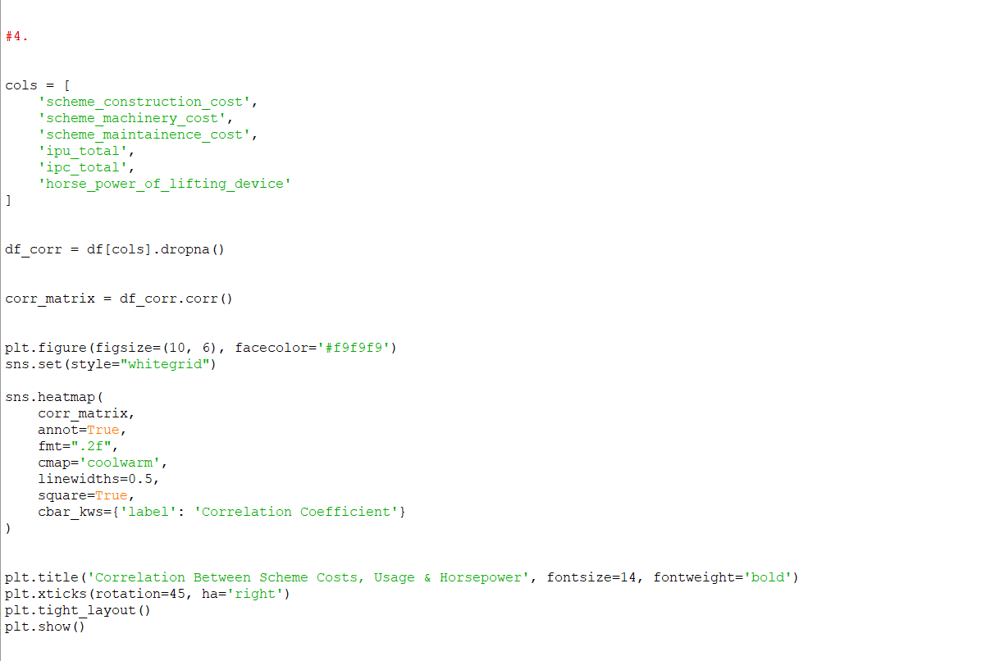 #4.
cols = [
    'scheme_construction_cost',
    'scheme_machinery_cost',
    'scheme_maintainence_cost',
    'ipu_total',
    'ipc_total',
    'horse_power_of_lifting_device'
]
df_corr = df[cols].dropna()
corr_matrix = df_corr.corr()
plt.figure(figsize=(10, 6), facecolor='#f9f9f9')
sns.set(style="whitegrid")
sns.heatmap(
    corr_matrix,
    annot=True,
    fmt=".2f",
    cmap='coolwarm',
    linewidths=0.5,
    square=True,
    cbar_kws={'label': 'Correlation Coefficient'}
)
plt.title('Correlation Between Scheme Costs, Usage & Horsepower', fontsize=14, fontweight='bold')
plt.xticks(rotation=45, ha='right')
plt.tight_layout()
plt.show()